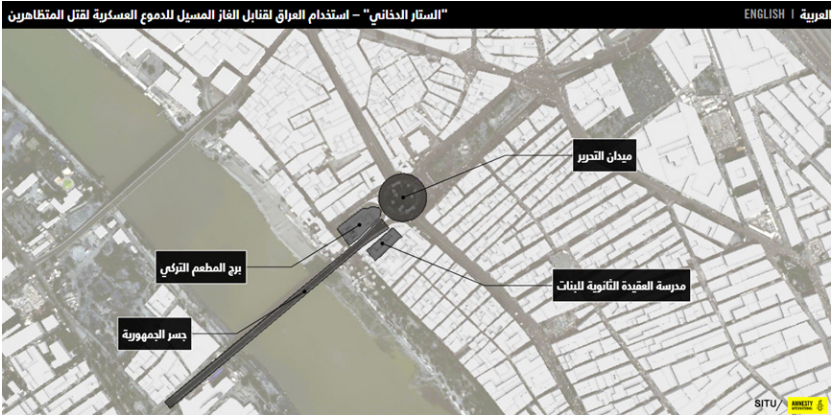 العربية | ENGLISH
"الستار الدخاني" – استخدام العراق لقنابل الغاز المسيل للدموع العسكرية لقتل المتظاهرين
ميدان التحرير
برج المطعم التركي
مدرسة العقيدة الثانوية للبنات
جسر الجمهورية
SITU/ AMNESTY INTERNATIONAL